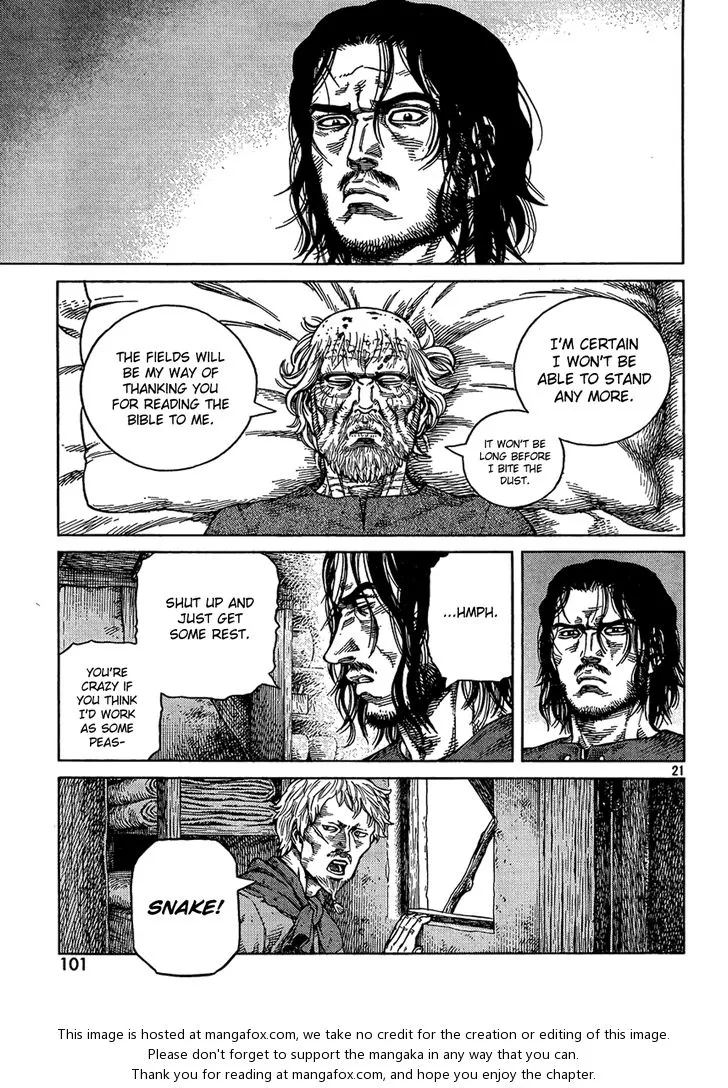 I'M CERTAIN
I WON'T BE
ABLE TO STAND
ANY MORE.
IT WON'T BE
LONG BEFORE
I BITE THE
DUST.
THE FIELDS WILL
BE MY WAY OF
THANKING YOU
FOR READING THE
BIBLE TO ME.
...HMPH.
SHUT UP AND
JUST GET
SOME REST.
YOU'RE
CRAZY IF
YOU THINK
I'D WORK
AS SOME
PEAS-
21
SNAKE!
101
This image is hosted at mangafox.com, we take no credit for the creation or editing of this image.
Please don't forget to support the mangaka in any way that you can.
Thank you for reading at mangafox.com, and hope you enjoy the chapter.